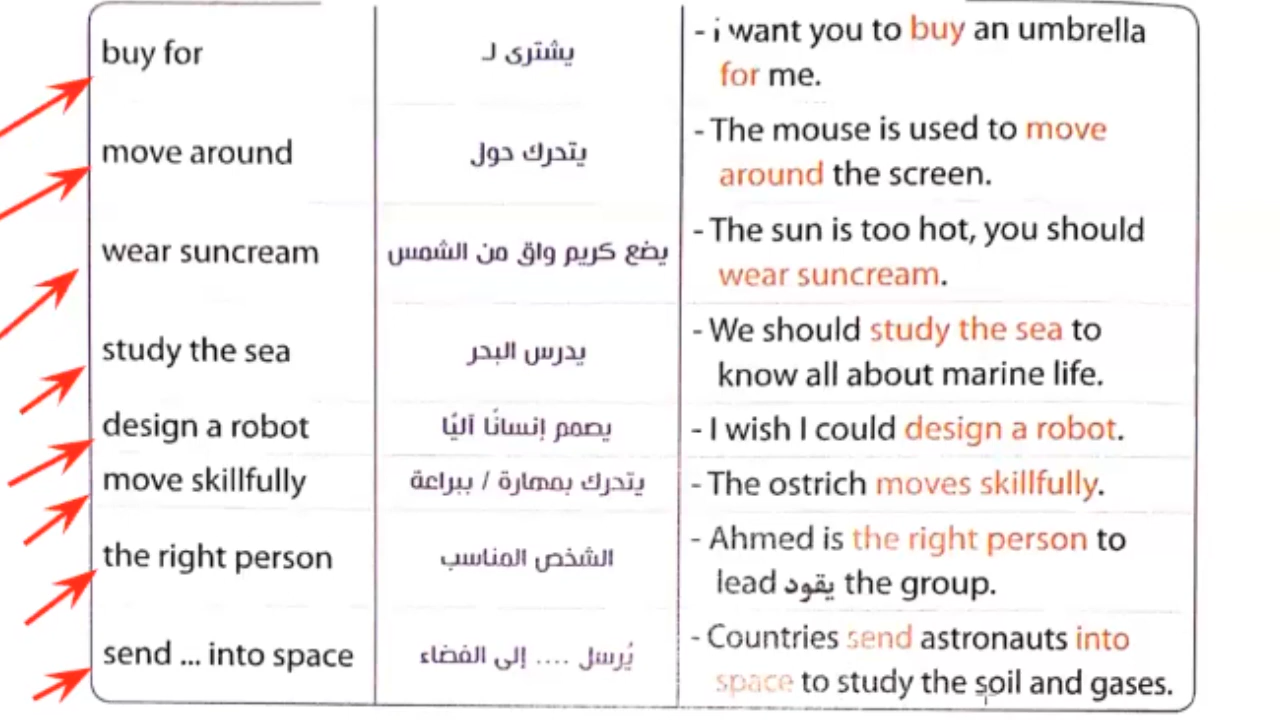 buy for
يشترى لـ
- i want you to buy an umbrella
for me.
move around
يتحرك حول
- The mouse is used to move
around the screen.
wear suncream
يضع كريم واق من الشمس
- The sun is too hot, you should
wear suncream.
study the sea
يدرس البحر
- We should study the sea to
know all about marine life.
design a robot
يصمم إنسانًا آليًا
- I wish I could design a robot.
move skillfully
يتحرك بمهارة / ببراعة
- The ostrich moves skillfully.
the right person
الشخص المناسب
- Ahmed is the right person to
lead يقود the group.
send ... into space
يُرسل .... إلى الفضاء
- Countries send astronauts into
space to study the soil and gases.